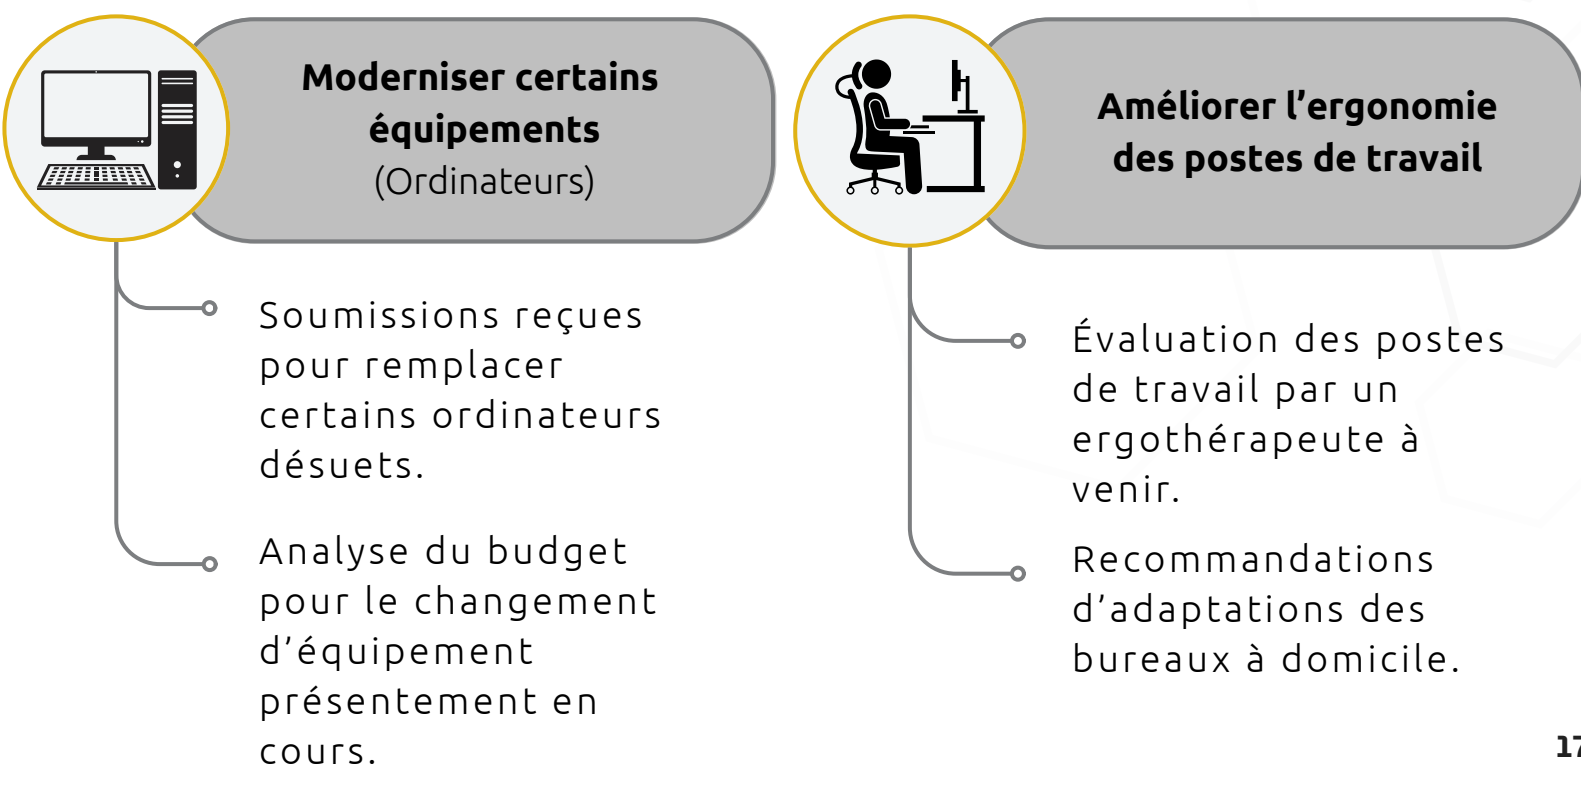 Moderniser certains
équipements
(Ordinateurs)
Soumissions reçues
pour remplacer
certains ordinateurs
désuets.
Analyse du budget
pour le changement
d’équipement
présentement en
cours.
Améliorer l’ergonomie
des postes de travail
Évaluation des postes
de travail par un
ergothérapeute à
venir.
Recommandations
d’adaptations des
bureaux à domicile.
17